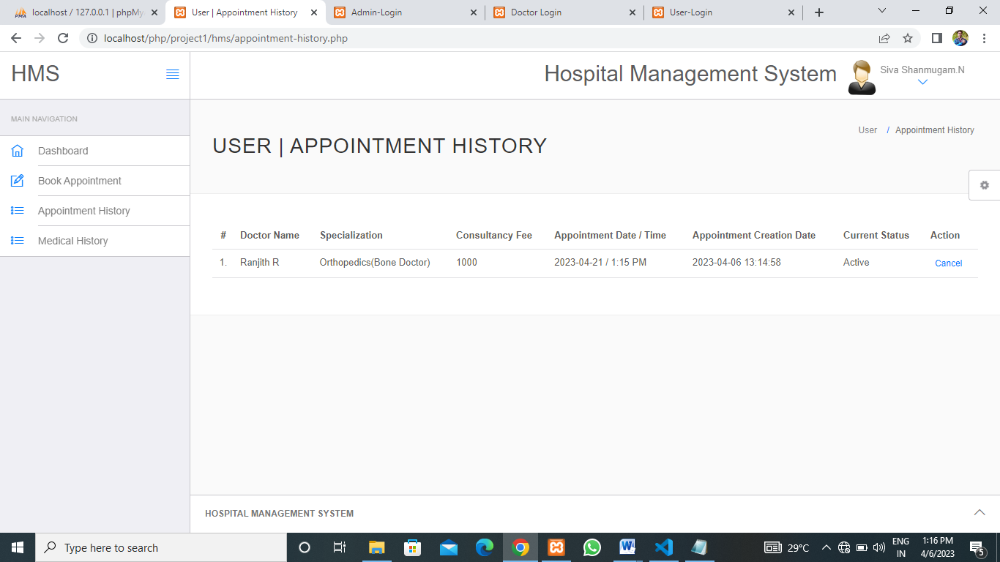 localhost / 127.0.0.1 | phpMy
User | Appointment History
Admin-Login
Doctor Login
User-Login
localhost/php/project1/hms/appointment-history.php
HMS
Hospital Management System
Siva Shanmugam.N
MAIN NAVIGATION
Dashboard
Book Appointment
Appointment History
Medical History
USER | APPOINTMENT HISTORY
User / Appointment History
# Doctor Name Specialization Consultancy Fee Appointment Date / Time Appointment Creation Date Current Status Action
1. Ranjith R Orthopedics(Bone Doctor) 1000 2023-04-21 / 1:15 PM 2023-04-06 13:14:58 Active Cancel
HOSPITAL MANAGEMENT SYSTEM
Type here to search
29°C
ENG
IN
1:16 PM
4/6/2023
5